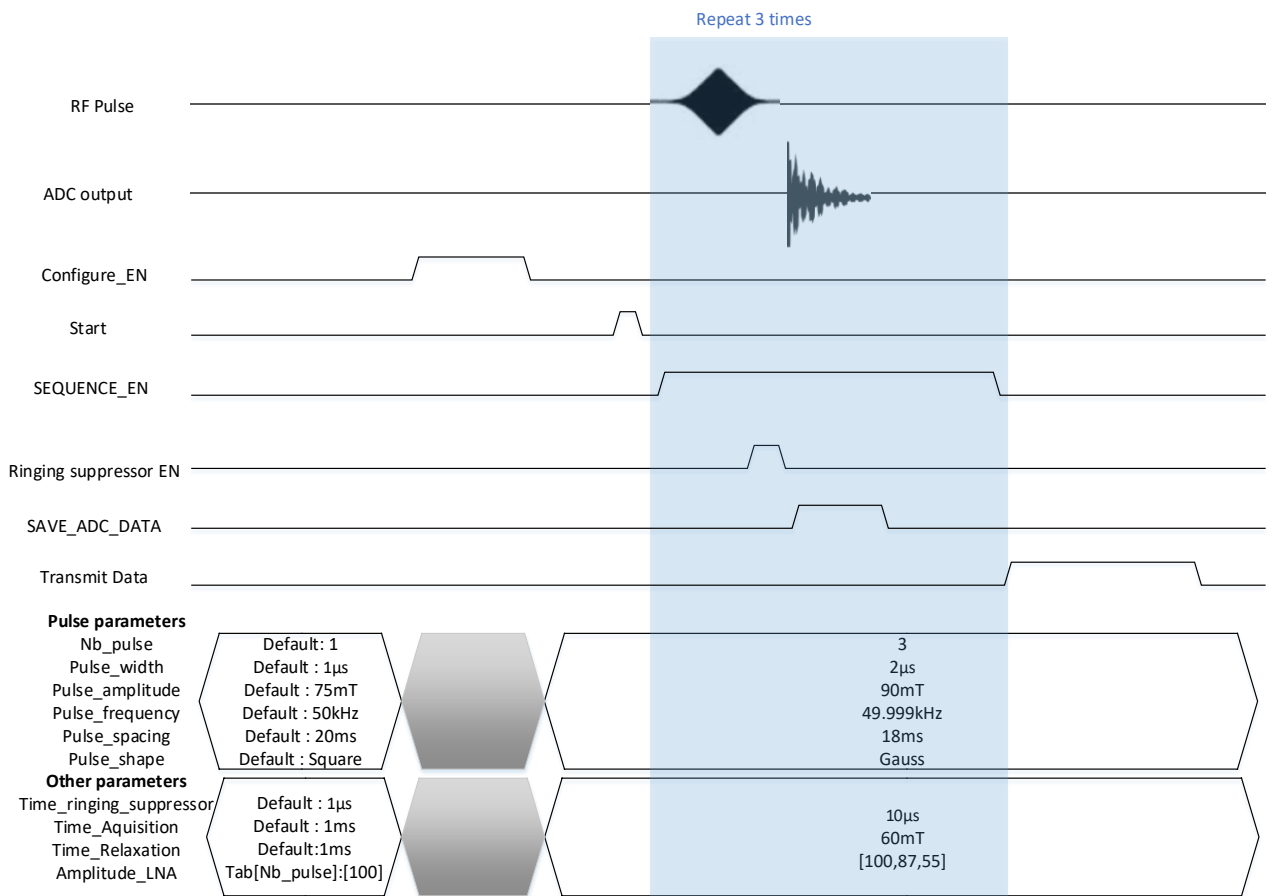 Repeat 3 times
RF Pulse
ADC output
Configure_EN
Start
SEQUENCE_EN
Ringing suppressor EN
SAVE_ADC_DATA
Transmit Data
Pulse parameters
Nb_pulse Default: 1 3
Pulse_width Default : 1µs 2µs
Pulse_amplitude Default : 75mT 90mT
Pulse_frequency Default : 50kHz 49.999kHz
Pulse_spacing Default : 20ms 18ms
Pulse_shape Default : Square Gauss
Other parameters
Time_ringing_suppressor Default : 1µs 10µs
Time_Aquisition Default : 1ms 60mT
Time_Relaxation Default:1ms [100,87,55]
Amplitude_LNA Tab[Nb_pulse]:[100]